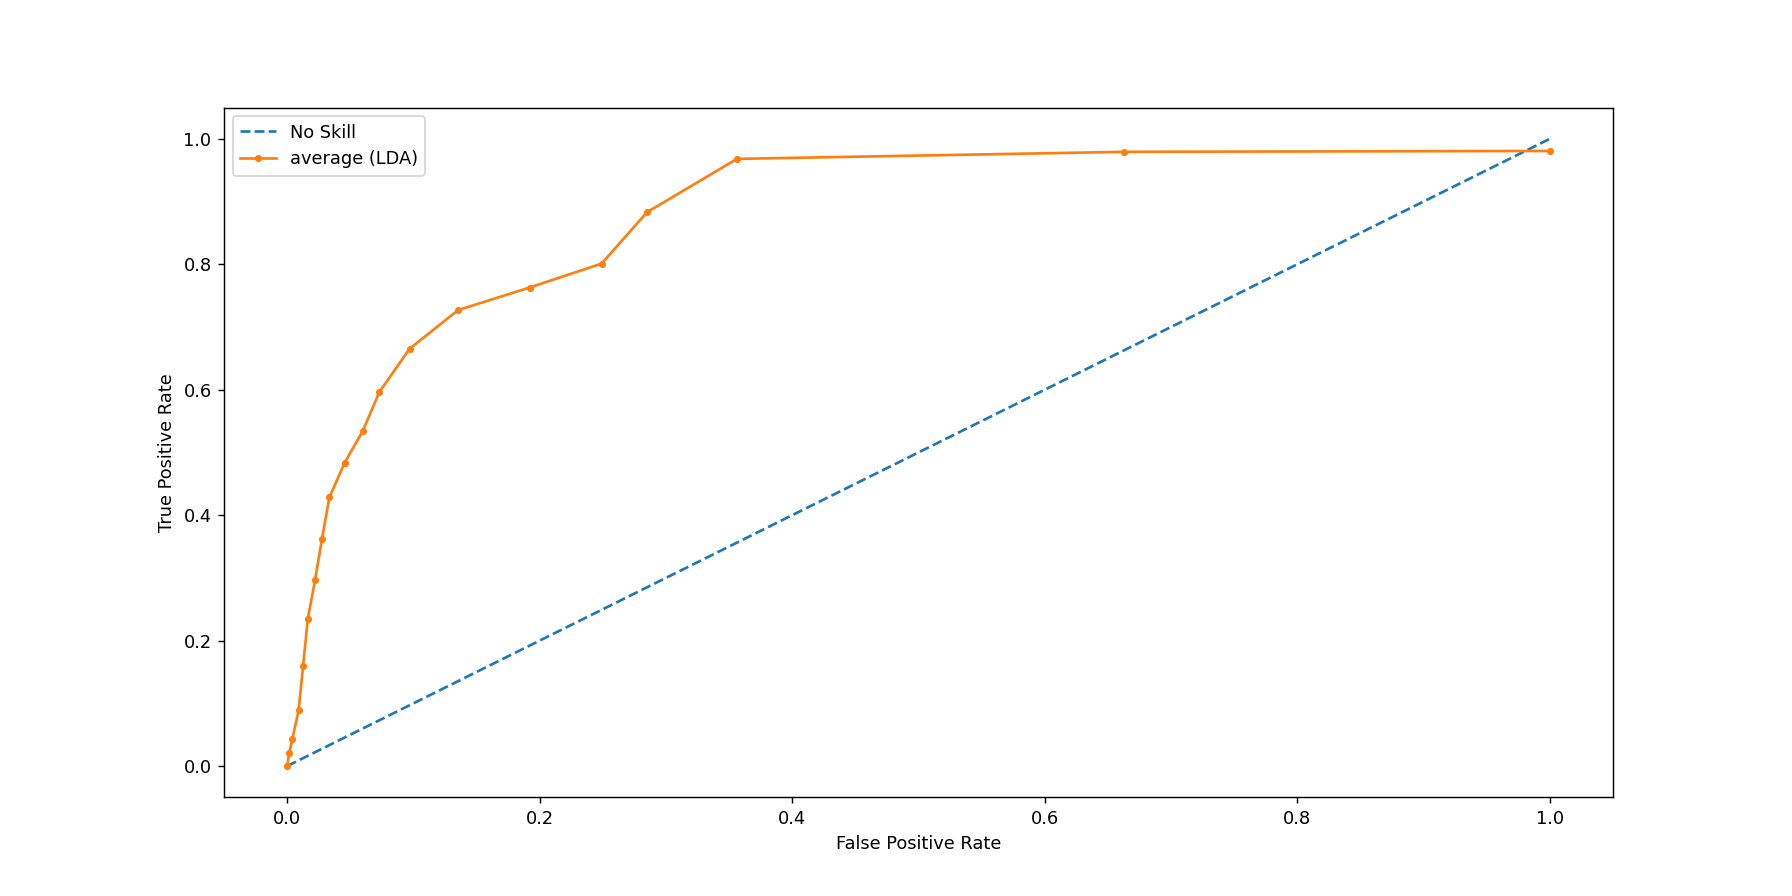 No Skill
average (LDA)
1.0
0.8
0.6
0.4
0.2
0.0
True Positive Rate
0.0 0.2 0.4 0.6 0.8 1.0
False Positive Rate